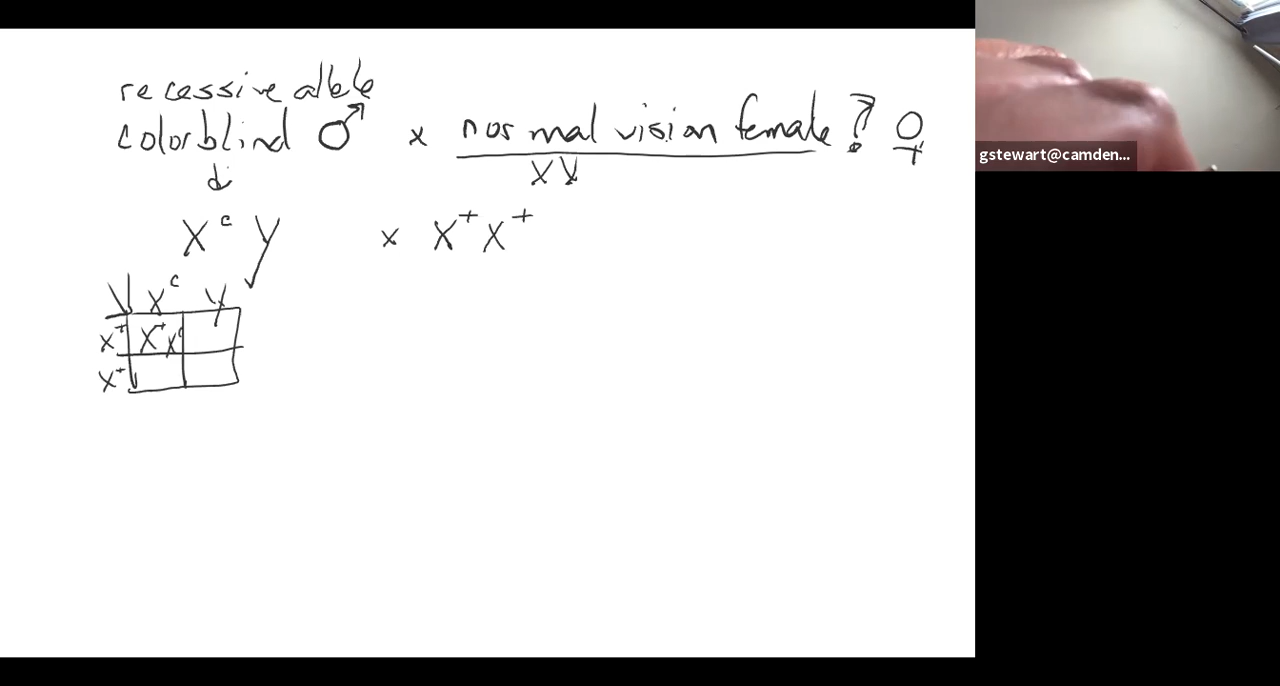 recessive allele
colorblind ♂ x normal vision female? ♀
XX
X^c Y x X^+ X^+
X^c Y
X^+ X^+ X^c
X^+
gstewart@camden...